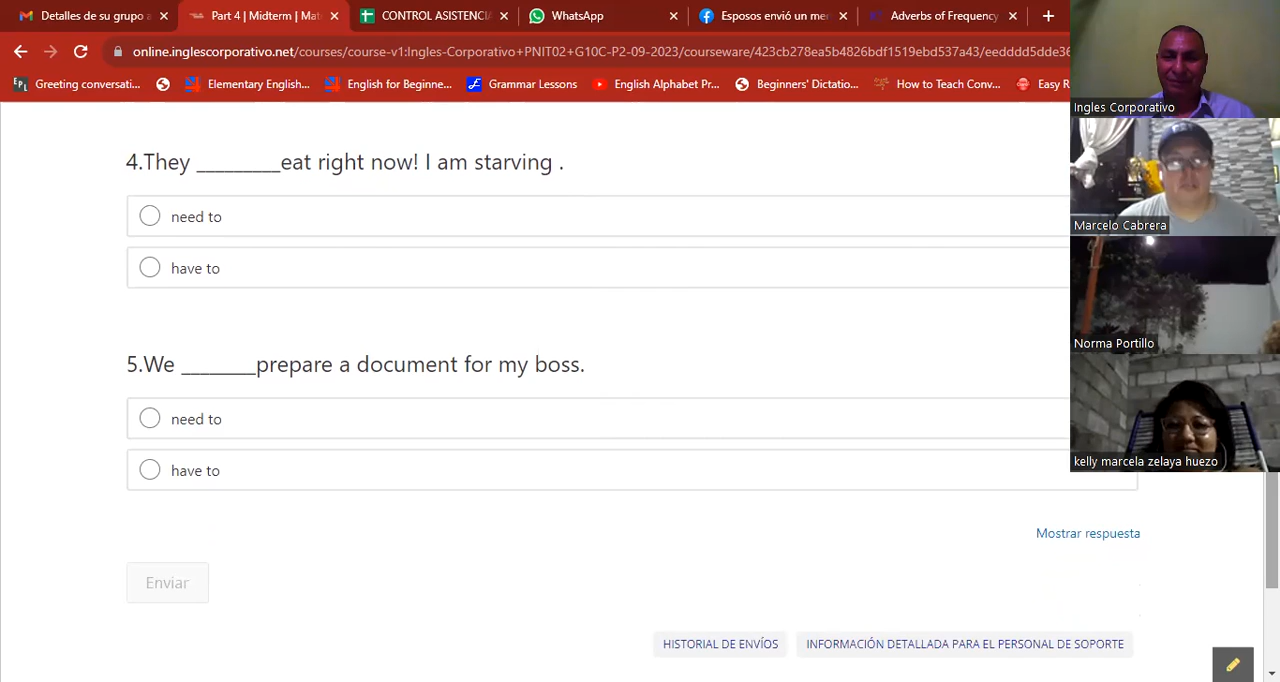 Detalles de su grupo a
Part 4 | Midterm | Mat
CONTROL ASISTENCIA
WhatsApp
Esposos envió un me
Adverbs of Frequency
online.inglescorporativo.net/courses/course-v1:Ingles-Corporativo+PNIT02+G10C-P2-09-2023/courseware/423cb278ea5b4826bdf1519ebd537a43/eedddd5dde36
Greeting conversati...
Elementary English...
English for Beginne...
Grammar Lessons
English Alphabet Pr...
Beginners' Dictatio...
How to Teach Conv...
Easy R
Ingles Corporativo
Marcelo Cabrera
Norma Portillo
kelly marcela zelaya huezo
4.They _________eat right now! I am starving .
need to
have to
5.We ________prepare a document for my boss.
need to
have to
Mostrar respuesta
Enviar
HISTORIAL DE ENVÍOS
INFORMACIÓN DETALLADA PARA EL PERSONAL DE SOPORTE